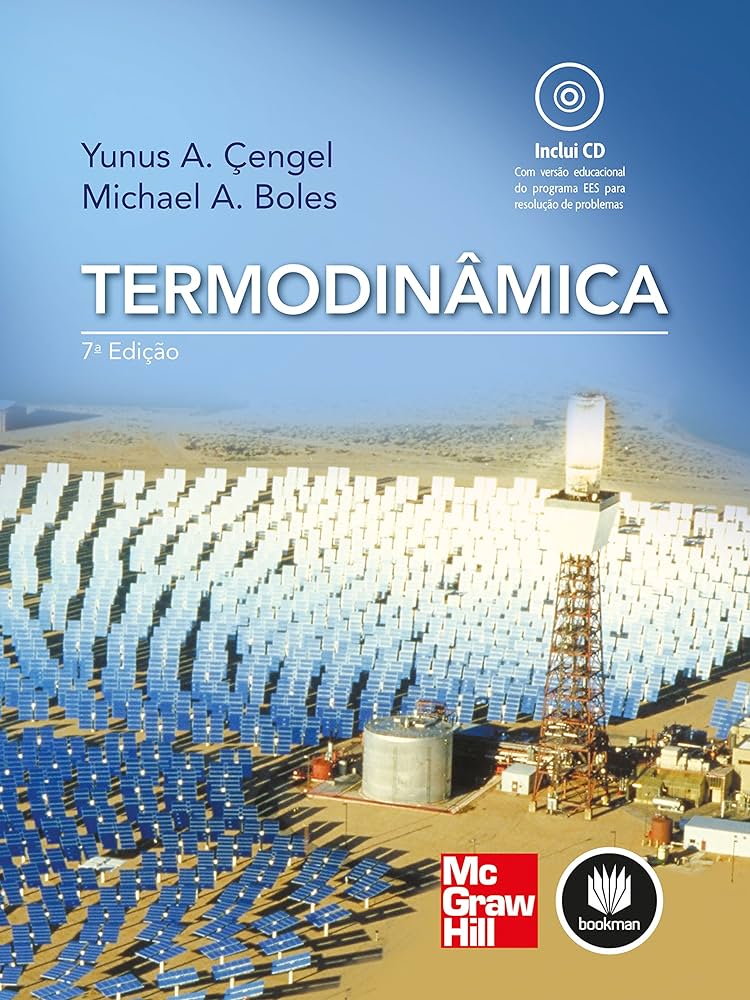 Yunus A. Çengel
Michael A. Boles
Inclui CD
Com versão educacional
do programa EES para
resolução de problemas
TERMODINÂMICA
7ª Edição
Mc
Graw
Hill
bookman